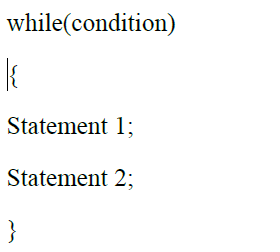 while(condition)
{
Statement 1;
Statement 2;
}